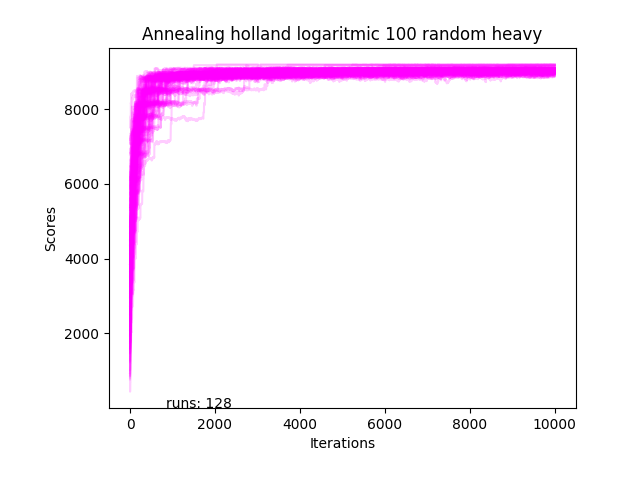 Annealing holland logaritmic 100 random heavy
Scores
8000
6000
4000
2000
runs: 128
0 2000 4000 6000 8000 10000
Iterations